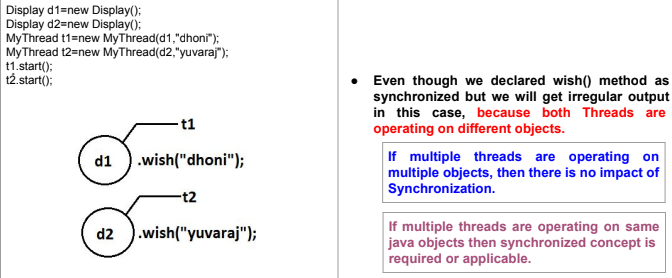 Display d1=new Display();
Display d2=new Display();
MyThread t1=new MyThread(d1,"dhoni");
MyThread t2=new MyThread(d2,"yuvaraj");
t1.start();
t2.start();
t1
d1 ).wish("dhoni");
t2
d2 ).wish("yuvaraj");
● Even though we declared wish() method as
synchronized but we will get irregular output
in this case, because both Threads are
operating on different objects.
If multiple threads are operating on
multiple objects, then there is no impact of
Synchronization.
If multiple threads are operating on same
java objects then synchronized concept is
required or applicable.